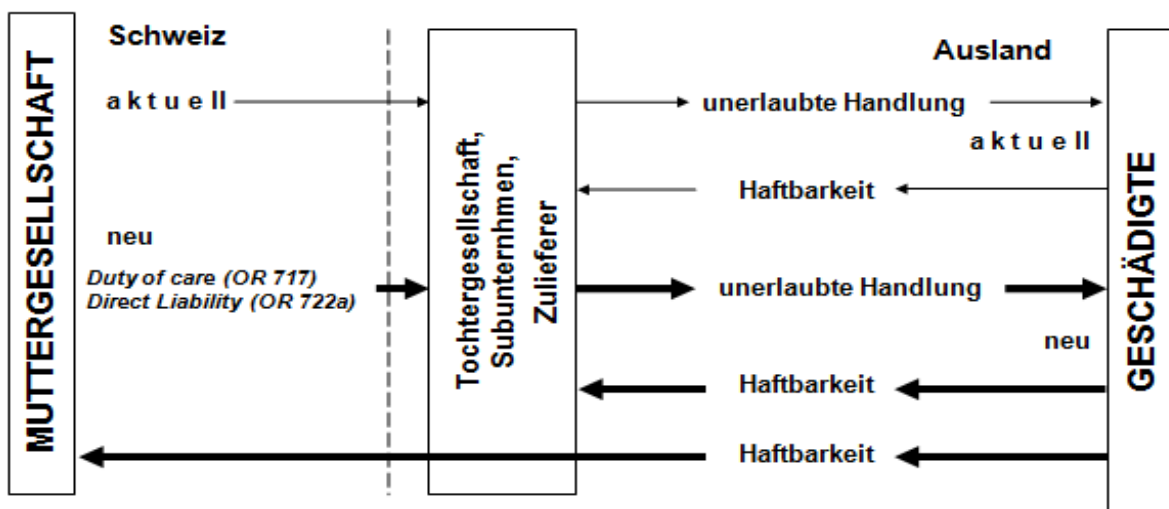 MUTTERGESELLSCHAFT
Schweiz
a k t u e l l
neu
Duty of care (OR 717)
Direct Liability (OR 722a)
Tochtergesellschaft,
Subunternhmen,
Zulieferer
Ausland
unerlaubte Handlung
a k t u e l l
Haftbarkeit
unerlaubte Handlung
neu
Haftbarkeit
Haftbarkeit
GESCHÄDIGTE